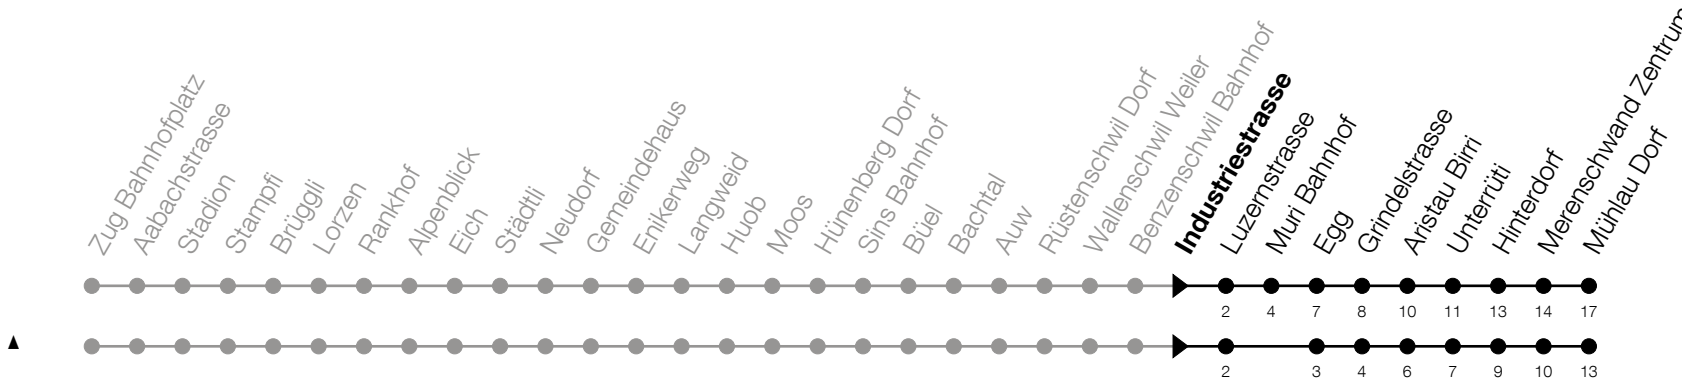 Zug Bahnhofplatz
Aabachstrasse
Stadion
Stampfi
Brüggli
Lorzen
Rankhof
Alpenblick
Eich
Städtli
Neudorf
Gemeindehaus
Enikerweg
Langweid
Huob
Moos
Hünenberg Dorf
Sins Bahnhof
Büel
Bachtal
Auw
Rüstenschwil Dorf
Wallenschwil Weiler
Benzenschwil Bahnhof
Industriestrasse
Luzernstrasse
Muri Bahnhof
Egg
Grindelstrasse
Aristau Birri
Unterrüti
Hinterdorf
Merenschwand Zentrum
Mühlau Dorf
2 4 7 8 10 11 13 14 17
2 3 4 6 7 9 10 13